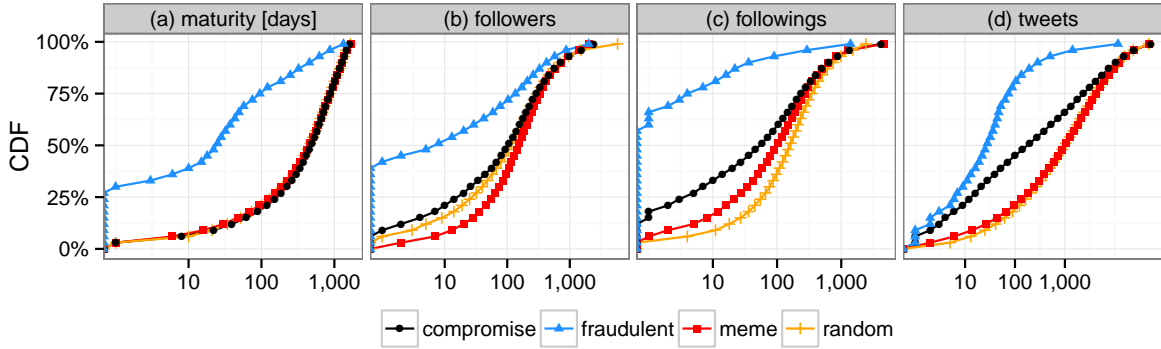 (a) maturity [days] (b) followers (c) followings (d) tweets
100%
75%
50%
25%
0%
CDF
10 100 1,000 10 100 1,000 10 100 1,000 10 100 1,000
compromise fraudulent meme random